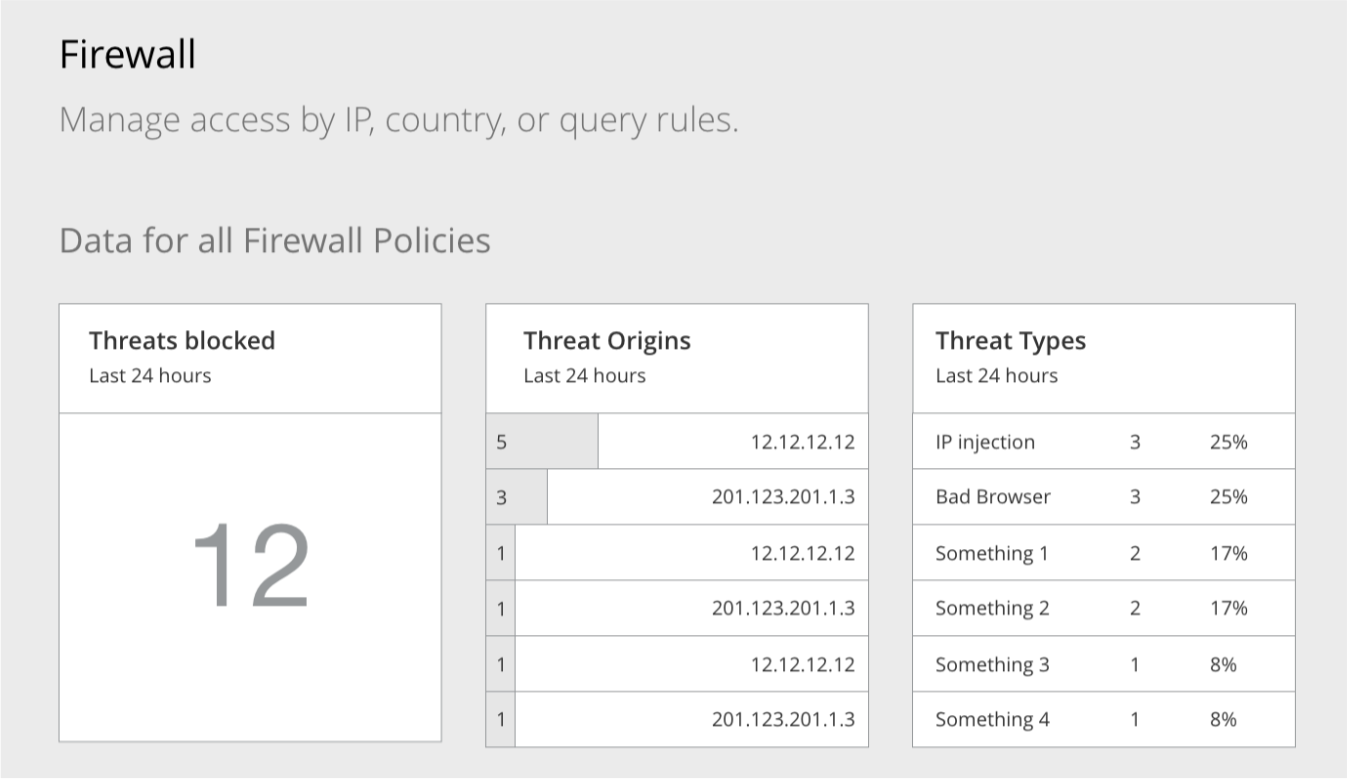 Firewall
Manage access by IP, country, or query rules.
Data for all Firewall Policies
Threats blocked
Last 24 hours
12
Threat Origins
Last 24 hours
5 12.12.12.12
3 201.123.201.1.3
1 12.12.12.12
1 201.123.201.1.3
1 12.12.12.12
1 201.123.201.1.3
Threat Types
Last 24 hours
IP injection 3 25%
Bad Browser 3 25%
Something 1 2 17%
Something 2 2 17%
Something 3 1 8%
Something 4 1 8%